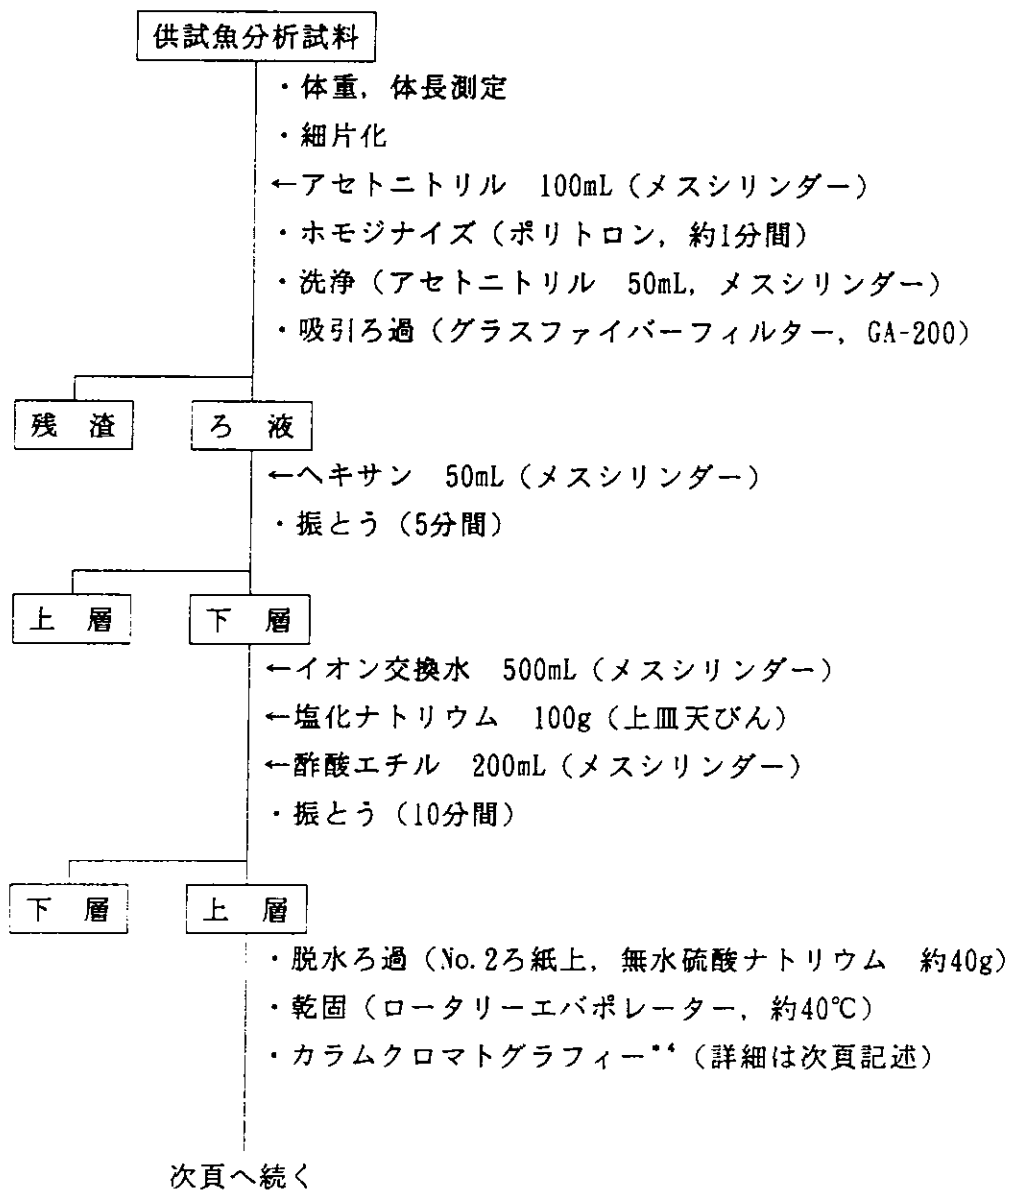 供試魚分析試料
・体重，体長測定
・細片化
←アセトニトリル　100mL（メスシリンダー）
・ホモジナイズ（ポリトロン，約1分間）
・洗浄（アセトニトリル　50mL，メスシリンダー）
・吸引ろ過（グラスファイバーフィルター，GA-200）
残　渣　ろ　液
←ヘキサン　50mL（メスシリンダー）
・振とう（5分間）
上　層　下　層
←イオン交換水　500mL（メスシリンダー）
←塩化ナトリウム　100g（上皿天びん）
←酢酸エチル　200mL（メスシリンダー）
・振とう（10分間）
下　層　上　層
・脱水ろ過（No.2ろ紙上，無水硫酸ナトリウム　約40g）
・乾固（ロータリーエバポレーター，約40℃）
・カラムクロマトグラフィー*4（詳細は次頁記述）
次頁へ続く